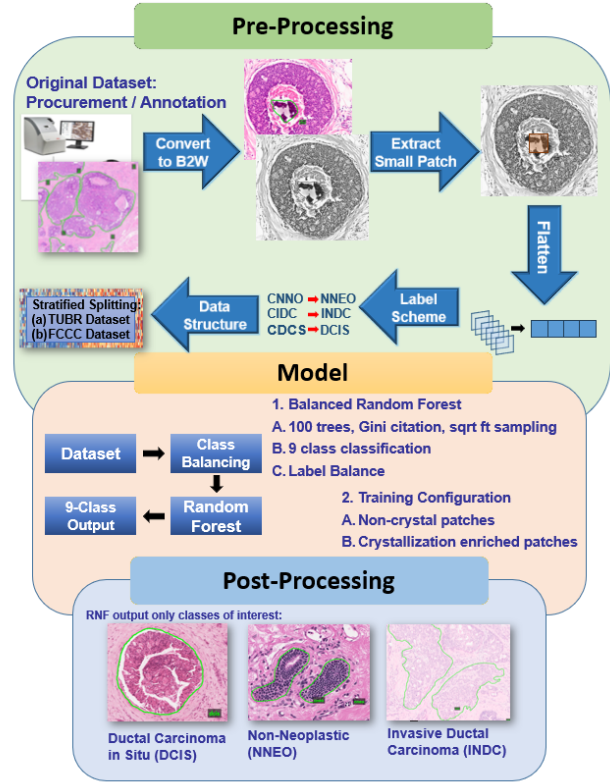 Pre-Processing
Original Dataset:
Procurement / Annotation
Convert
to B2W
Extract
Small Patch
Flatten
Label
Scheme
CNNO → NNEO
CIDC → INDC
CDCS → DCIS
Data
Structure
Stratified Splitting:
(a) TUBR Dataset
(b) FCCC Dataset
Model
1. Balanced Random Forest
A. 100 trees, Gini citation, sqrt ft sampling
B. 9 class classification
C. Label Balance
2. Training Configuration
A. Non-crystal patches
B. Crystallization enriched patches
Dataset
Class
Balancing
Random
Forest
9-Class
Output
Post-Processing
RNF output only classes of interest:
Ductal Carcinoma
in Situ (DCIS)
Non-Neoplastic
(NNEO)
Invasive Ductal
Carcinoma (INDC)